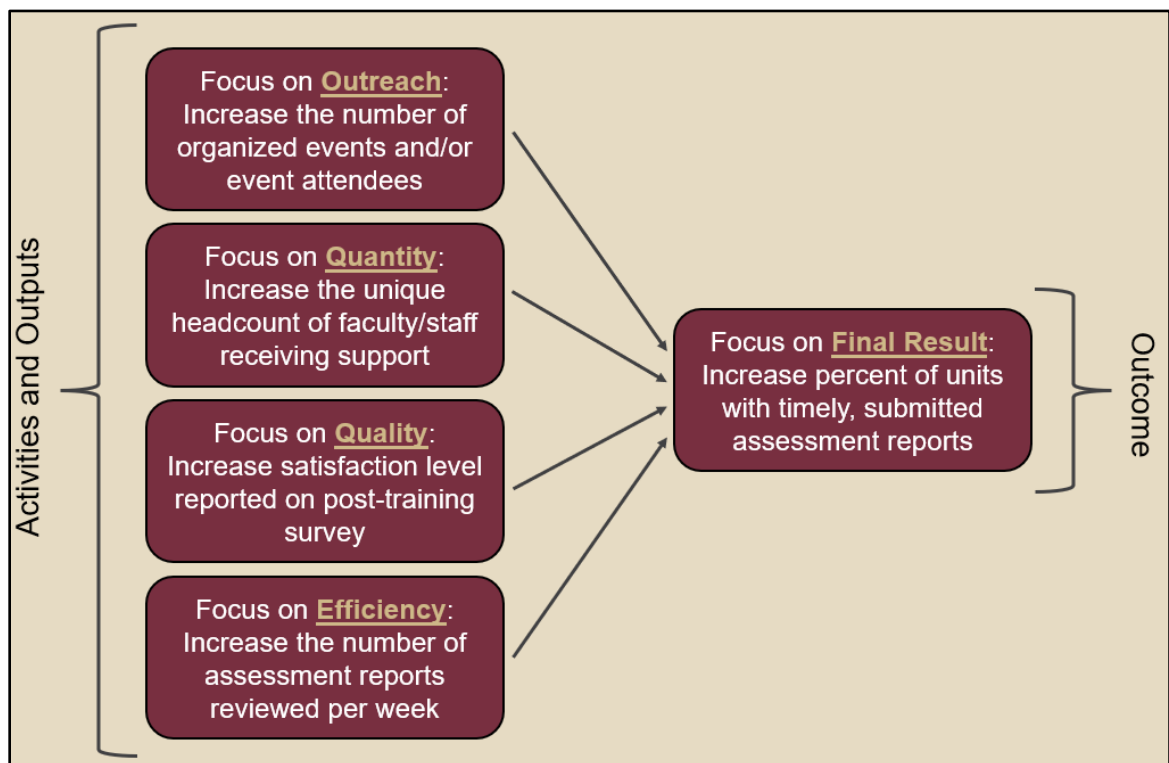 Activities and Outputs
Focus on Outreach:
Increase the number of
organized events and/or
event attendees
Focus on Quantity:
Increase the unique
headcount of faculty/staff
receiving support
Focus on Quality:
Increase satisfaction level
reported on post-training
survey
Focus on Efficiency:
Increase the number of
assessment reports
reviewed per week
Focus on Final Result:
Increase percent of units
with timely, submitted
assessment reports
Outcome